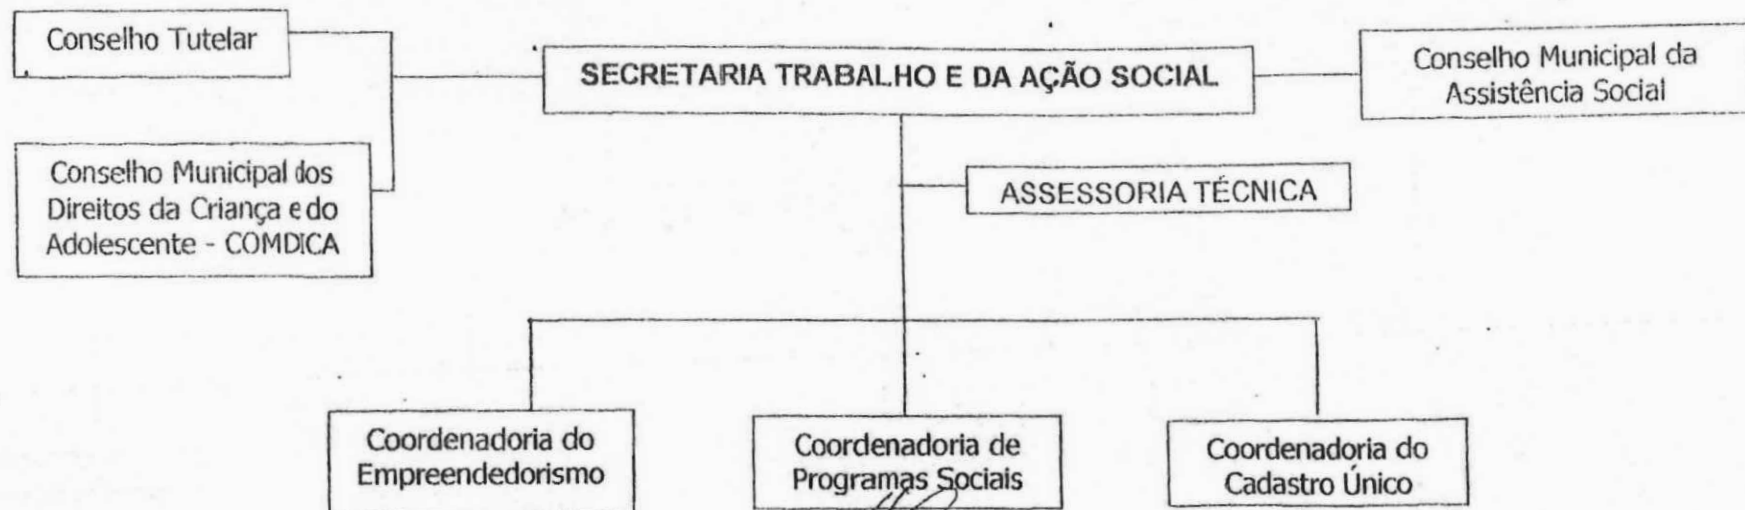 Conselho Tutelar
SECRETARIA TRABALHO E DA AÇÃO SOCIAL
Conselho Municipal da
Assistência Social
Conselho Municipal dos
Direitos da Criança e do
Adolescente - COMDICA
ASSESSORIA TÉCNICA
Coordenadoria do
Empreendedorismo
Coordenadoria de
Programas Sociais
Coordenadoria do
Cadastro Único